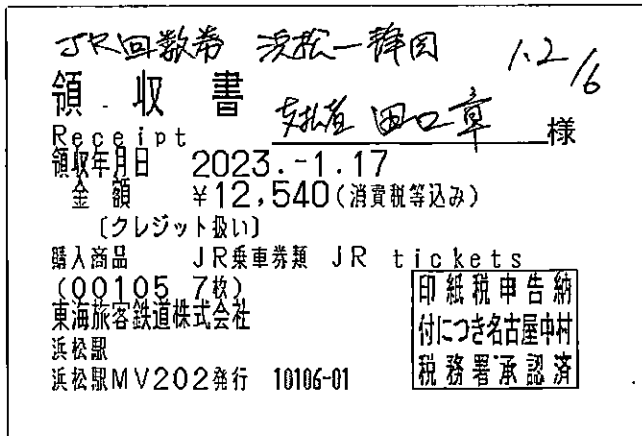 JR回数券 浜松ー静岡 1.2/6
領収書
支払者 田口章 様
Receipt
領収年月日 2023.-1.17
金額 ¥12,540(消費税等込み)
〔クレジット扱い〕
購入商品 JR乗車券類 JR tickets
(00105 7枚)
東海旅客鉄道株式会社
浜松駅
浜松駅MV202発行 10106-01
印紙税申告納
付につき名古屋中村
税務署承認済